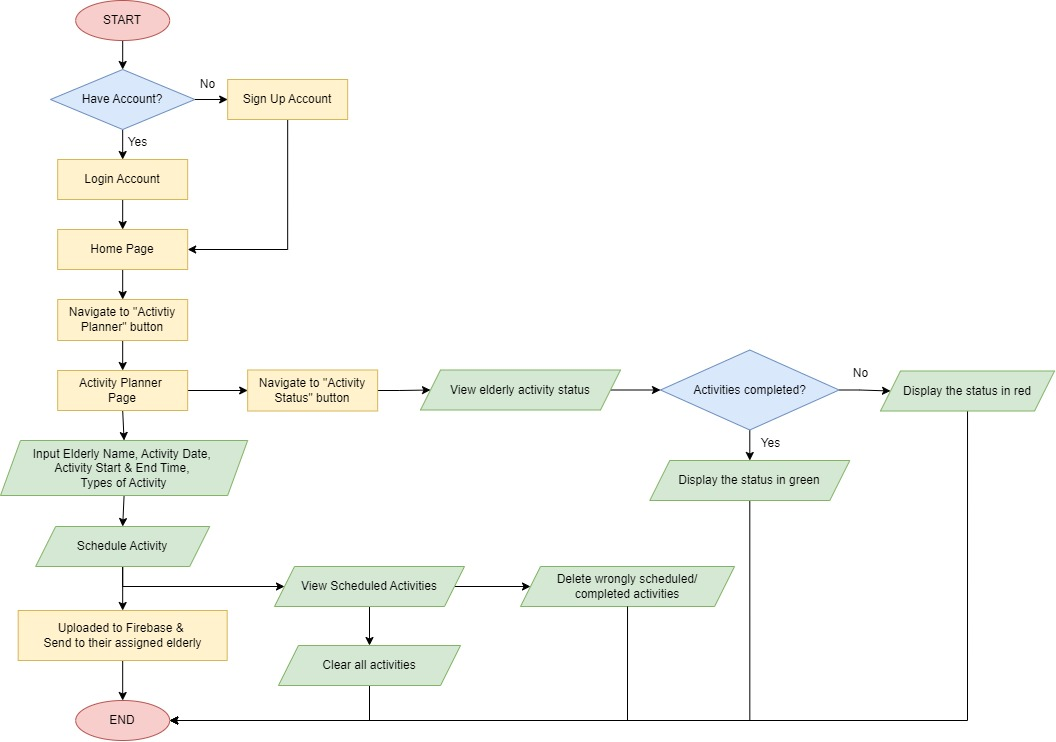 START
Have Account?
No
Sign Up Account
Yes
Login Account
Home Page
Navigate to "Activtiy
Planner" button
Activity Planner
Page
Navigate to "Activity
Status" button
View elderly activity status
Activities completed?
No
Display the status in red
Yes
Display the status in green
Input Elderly Name, Activity Date,
Activity Start & End Time,
Types of Activity
Schedule Activity
View Scheduled Activities
Delete wrongly scheduled/
completed activities
Uploaded to Firebase &
Send to their assigned elderly
Clear all activities
END